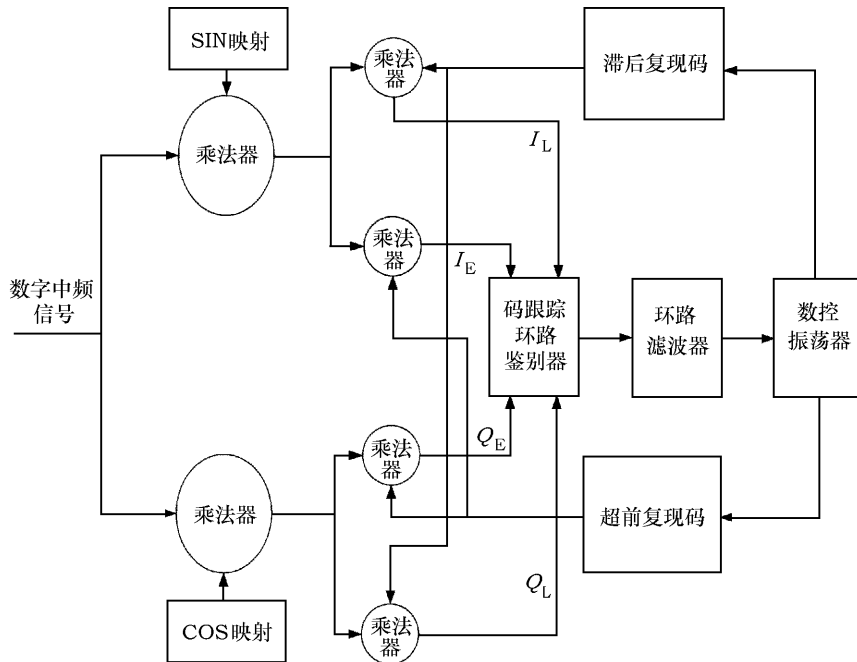 SIN映射
乘法
器
滞后复现码
I_L
乘法器
乘法
器
I_E
数字中频
信号
码跟踪
环路
鉴别器
环路
滤波器
数控
振荡器
Q_E
乘法
器
乘法器
超前复现码
Q_L
COS映射
乘法
器